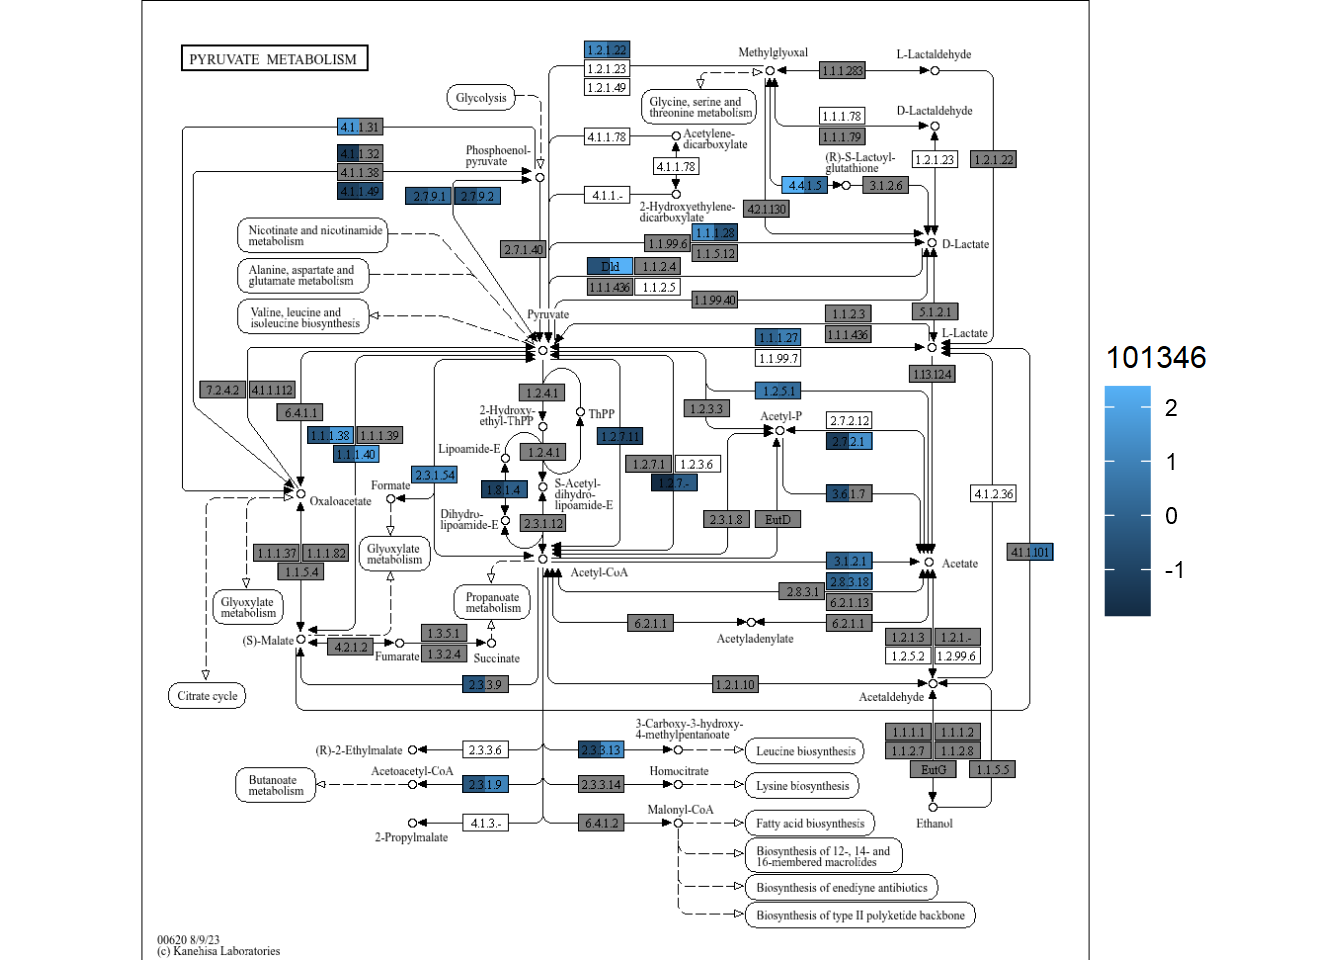 PYRUVATE METABOLISM
1.2.1.22
1.2.1.23
1.2.1.49
Methylglyoxal
1.1.1.283
L-Lactaldehyde
Glycolysis
Glycine, serine and
threonine metabolism
D-Lactaldehyde
1.1.1.78
1.1.1.79
4.1.1.31
4.1.1.78
Acetylene-
dicarboxylate
4.1.1.32
4.1.1.38
4.1.1.49
Phosphoenol-
pyruvate
4.1.1.78
(R)-S-Lactoyl-
glutathione
1.2.1.23
1.2.1.22
2.7.9.1
2.7.9.2
4.1.1.-
4.4.1.5
3.1.2.6
2-Hydroxyethylene-
dicarboxylate
4.2.1.130
Nicotinate and nicotinamide
metabolism
2.7.1.40
1.1.1.28
1.1.99.6
1.1.5.12
D-Lactate
Alanine, aspartate and
glutamate metabolism
Dld
1.1.2.4
1.1.1.436
1.1.2.5
1.1.99.40
Valine, leucine and
isoleucine biosynthesis
Pyruvate
1.1.2.3
1.1.1.436
5.1.2.1
L-Lactate
1.1.1.27
1.1.99.7
1.13.12.4
7.2.4.2
4.1.1.112
6.4.1.1
1.2.4.1
1.2.5.1
1.2.3.3
2-Hydroxy-
ethyl-ThPP
ThPP
Acetyl-P
2.7.2.12
2.7.2.1
1.1.1.38
1.1.1.39
1.1.1.40
1.2.7.11
Lipoamide-E
1.2.4.1
1.2.7.1
1.2.3.6
1.2.7.-
2.3.1.54
Formate
1.8.1.4
S-Acetyl-
dihydro-
lipoamide-E
3.6.1.7
4.1.2.36
Oxaloacetate
Dihydro-
lipoamide-E
2.3.1.12
2.3.1.8
EutD
1.1.1.37
1.1.1.82
1.1.5.4
Glyoxylate
metabolism
Acetyl-CoA
3.1.2.1
Acetate
4.1.1.101
2.8.3.18
2.8.3.1
6.2.1.13
Glyoxylate
metabolism
Propanoate
metabolism
6.2.1.1
6.2.1.1
Acetyladenylate
(S)-Malate
4.2.1.2
Fumarate
1.3.5.1
1.3.2.4
Succinate
1.2.1.3
1.2.1.-
1.2.5.2
1.2.99.6
Citrate cycle
2.3.3.9
1.2.1.10
Acetaldehyde
(R)-2-Ethylmalate
2.3.3.6
2.3.3.13
3-Carboxy-3-hydroxy-
4-methylpentanoate
Leucine biosynthesis
1.1.1.1
1.1.1.2
1.1.2.7
1.1.2.8
EutG
1.1.5.5
Butanoate
metabolism
Acetoacetyl-CoA
2.3.1.9
2.3.3.14
Homocitrate
Lysine biosynthesis
2-Propylmalate
4.1.3.-
6.4.1.2
Malonyl-CoA
Fatty acid biosynthesis
Ethanol
Biosynthesis of 12-, 14- and
16-membered macrolides
Biosynthesis of enediyne antibiotics
Biosynthesis of type II polyketide backbone
00620 8/9/23
(c) Kanehisa Laboratories
101346
2
1
0
-1